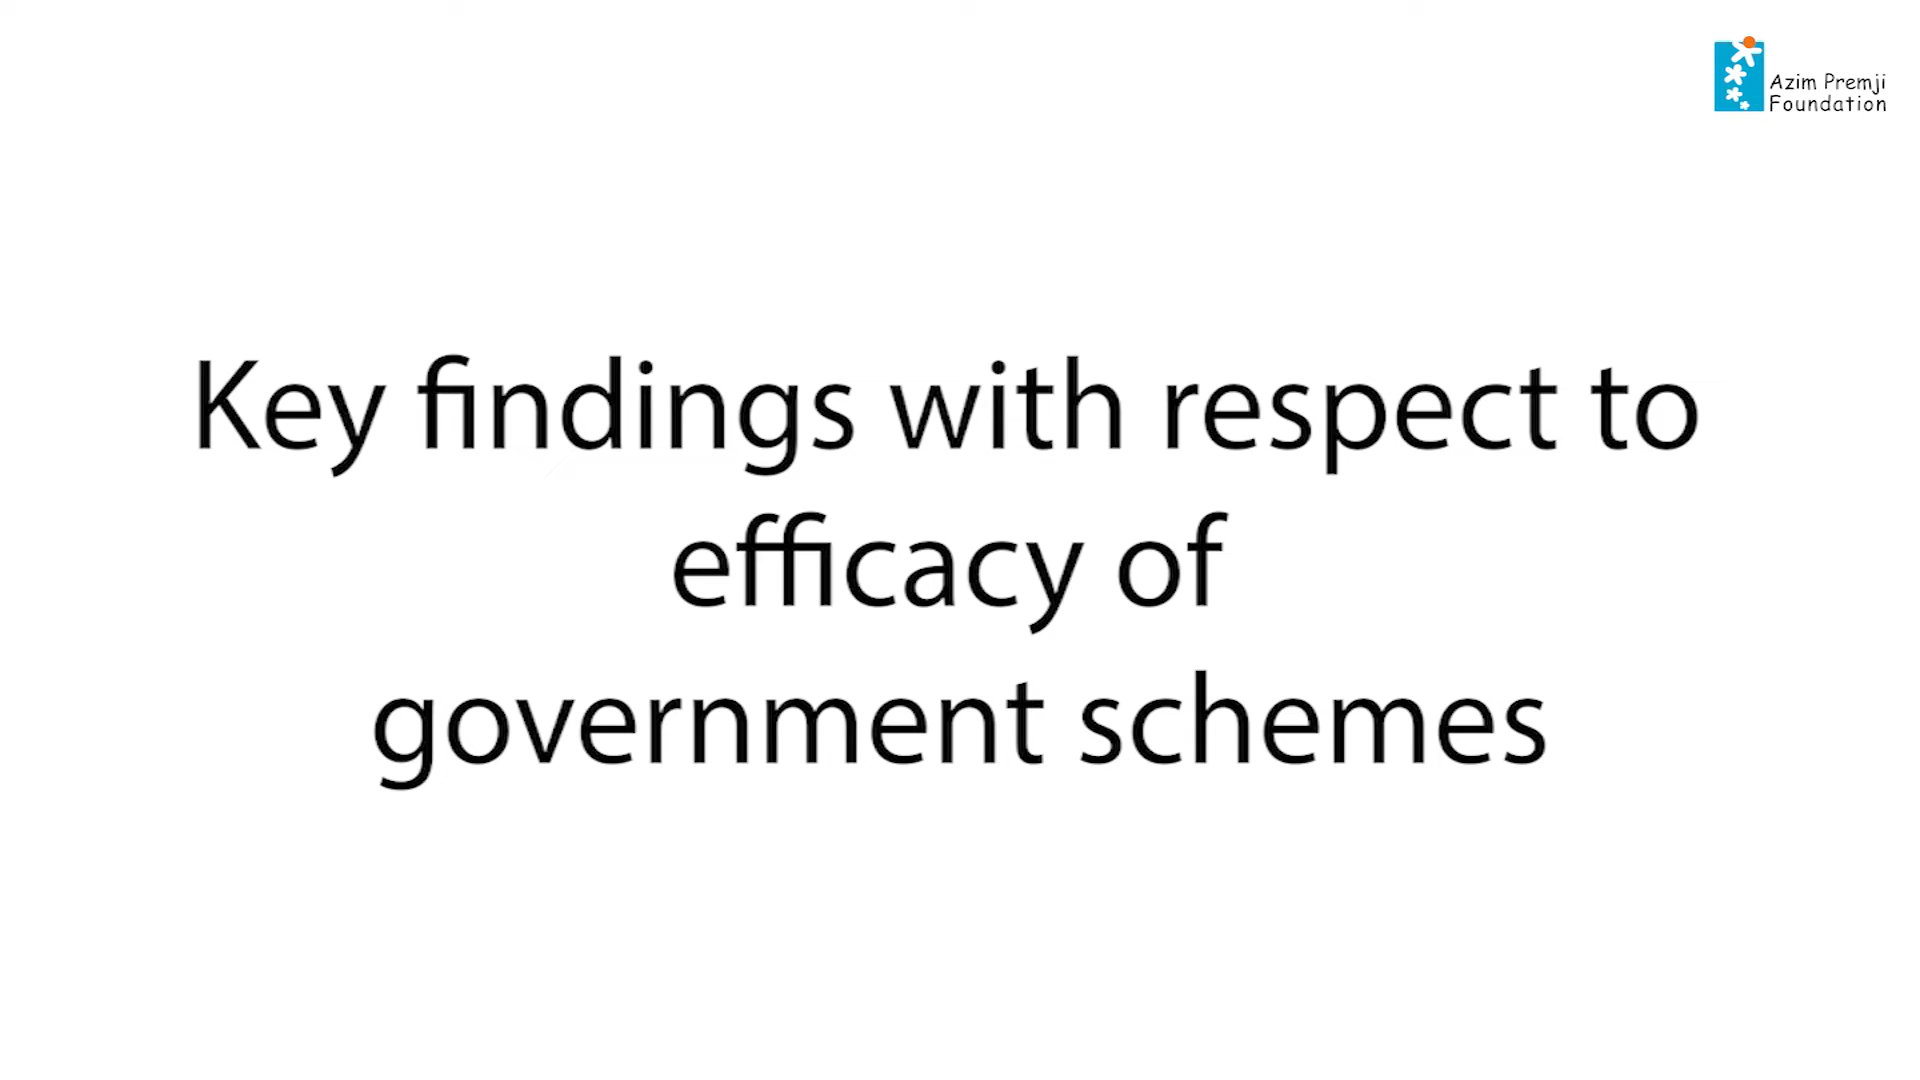 Azim Premji
Foundation
Key findings with respect to
efficacy of
government schemes